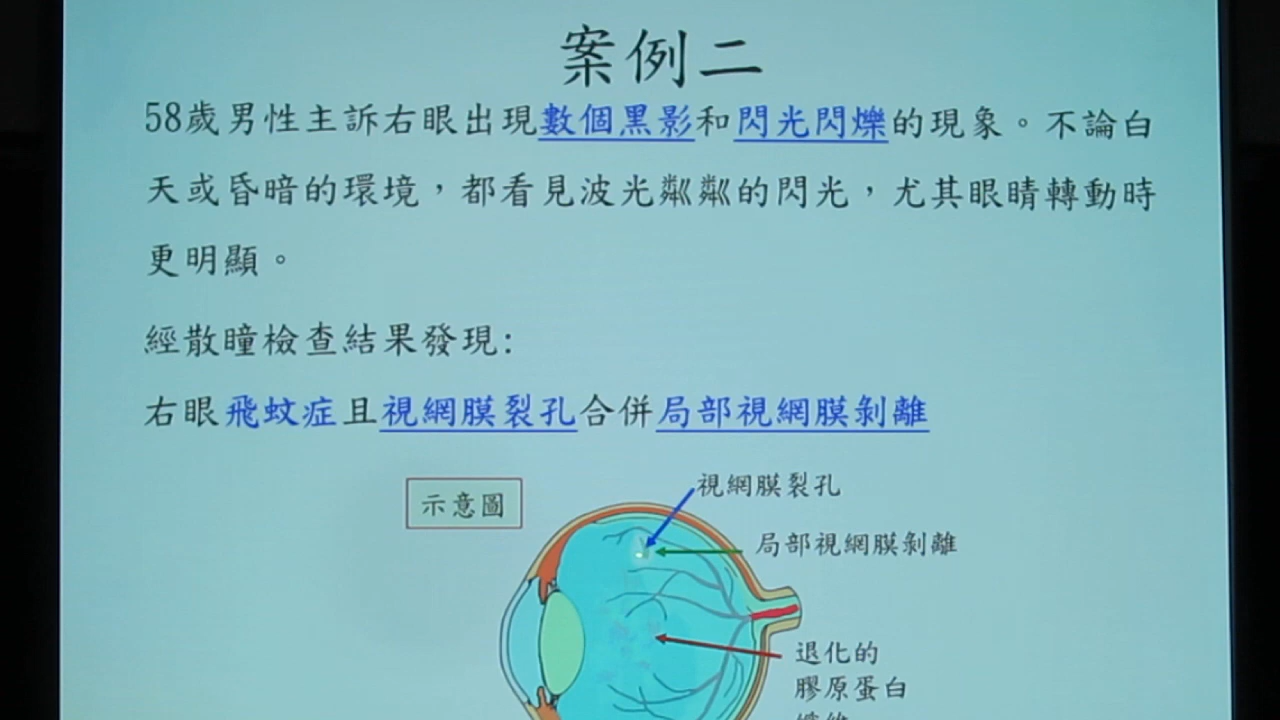 案例二
58歲男性主訴右眼出現數個黑影和閃光閃爍的現象。不論白
天或昏暗的環境，都看見波光粼粼的閃光，尤其眼睛轉動時
更明顯。
經散瞳檢查結果發現:
右眼飛蚊症且視網膜裂孔合併局部視網膜剝離
示意圖
視網膜裂孔
局部視網膜剝離
退化的
膠原蛋白